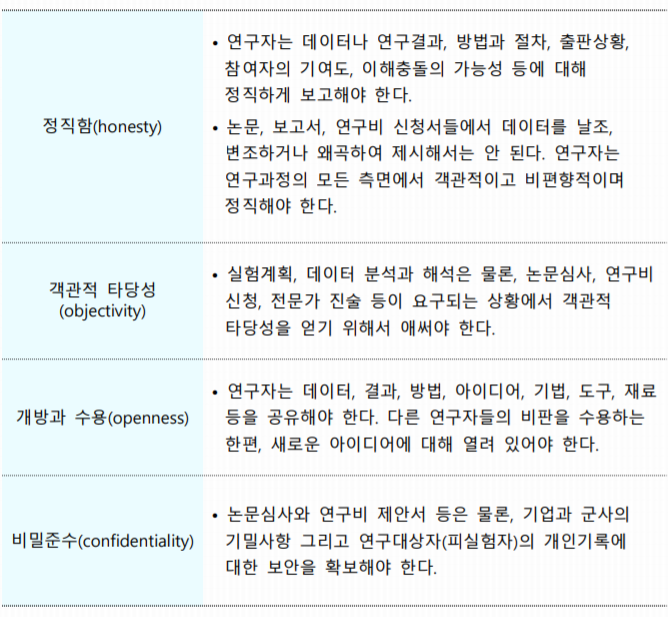 정직함(honesty)
• 연구자는 데이터나 연구결과, 방법과 절차, 출판상황,
참여자의 기여도, 이해충돌의 가능성 등에 대해
정직하게 보고해야 한다.
• 논문, 보고서, 연구비 신청서들에서 데이터를 날조,
변조하거나 왜곡하여 제시해서는 안 된다. 연구자는
연구과정의 모든 측면에서 객관적이고 비편향적이며
정직해야 한다.
객관적 타당성
(objectivity)
• 실험계획, 데이터 분석과 해석은 물론, 논문심사, 연구비
신청, 전문가 진술 등이 요구되는 상황에서 객관적
타당성을 얻기 위해서 애써야 한다.
개방과 수용(openness)
• 연구자는 데이터, 결과, 방법, 아이디어, 기법, 도구, 재료
등을 공유해야 한다. 다른 연구자들의 비판을 수용하는
한편, 새로운 아이디어에 대해 열려 있어야 한다.
비밀준수(confidentiality)
• 논문심사와 연구비 제안서 등은 물론, 기업과 군사의
기밀사항 그리고 연구대상자(피실험자)의 개인기록에
대한 보안을 확보해야 한다.